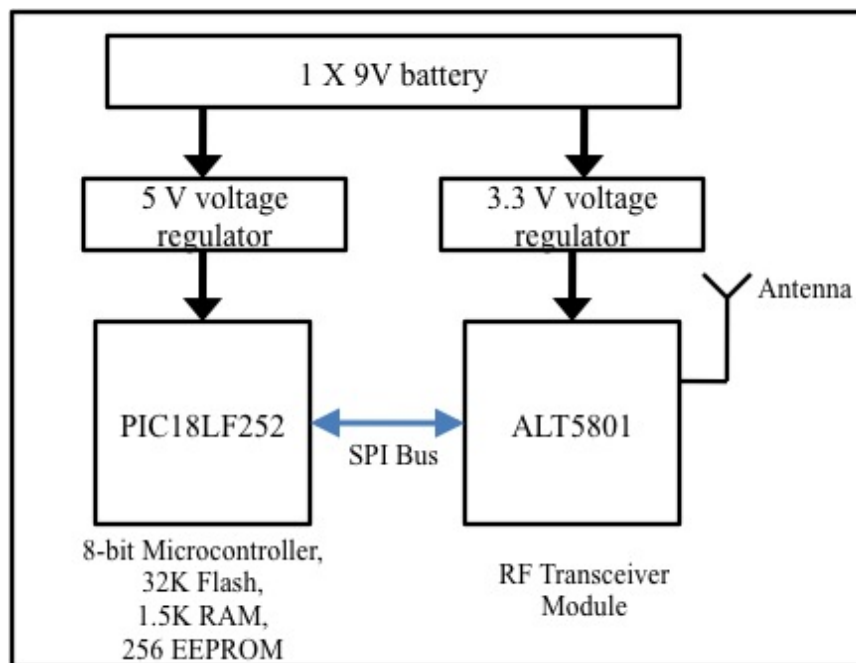 1 X 9V battery
5 V voltage
regulator
3.3 V voltage
regulator
Antenna
PIC18LF252
SPI Bus
ALT5801
8-bit Microcontroller,
32K Flash,
1.5K RAM,
256 EEPROM
RF Transceiver
Module